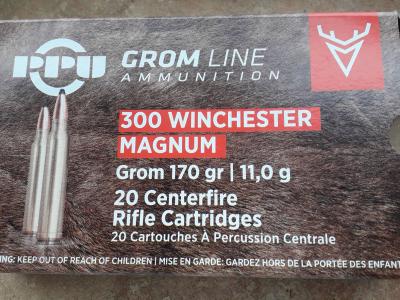 PPU GROM LINE
AMMUNITION
300 WINCHESTER
MAGNUM
Grom 170 gr | 11,0 g
20 Centerfire
Rifle Cartridges
20 Cartouches À Percussion Centrale
KEEP OUT OF REACH OF CHILDREN | MISE EN GARDE: GARDEZ HORS DE LA PORTÉE DES ENFANT